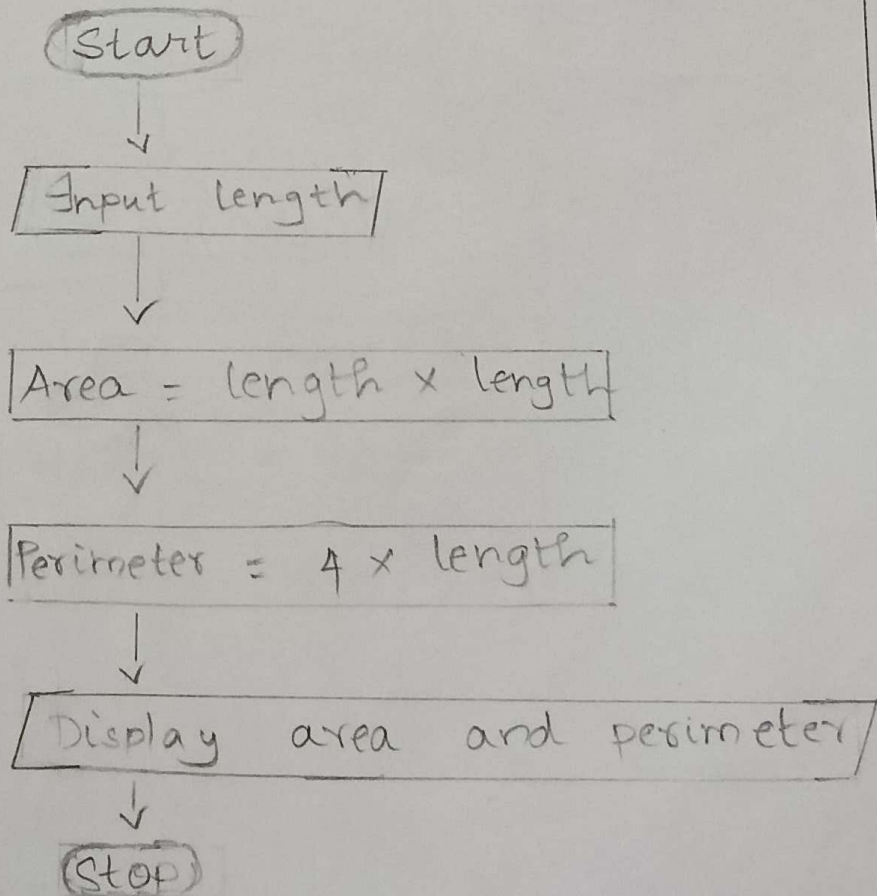 Start
Input length
Area = length x length
Perimeter = 4 x length
Display area and perimeter
Stop